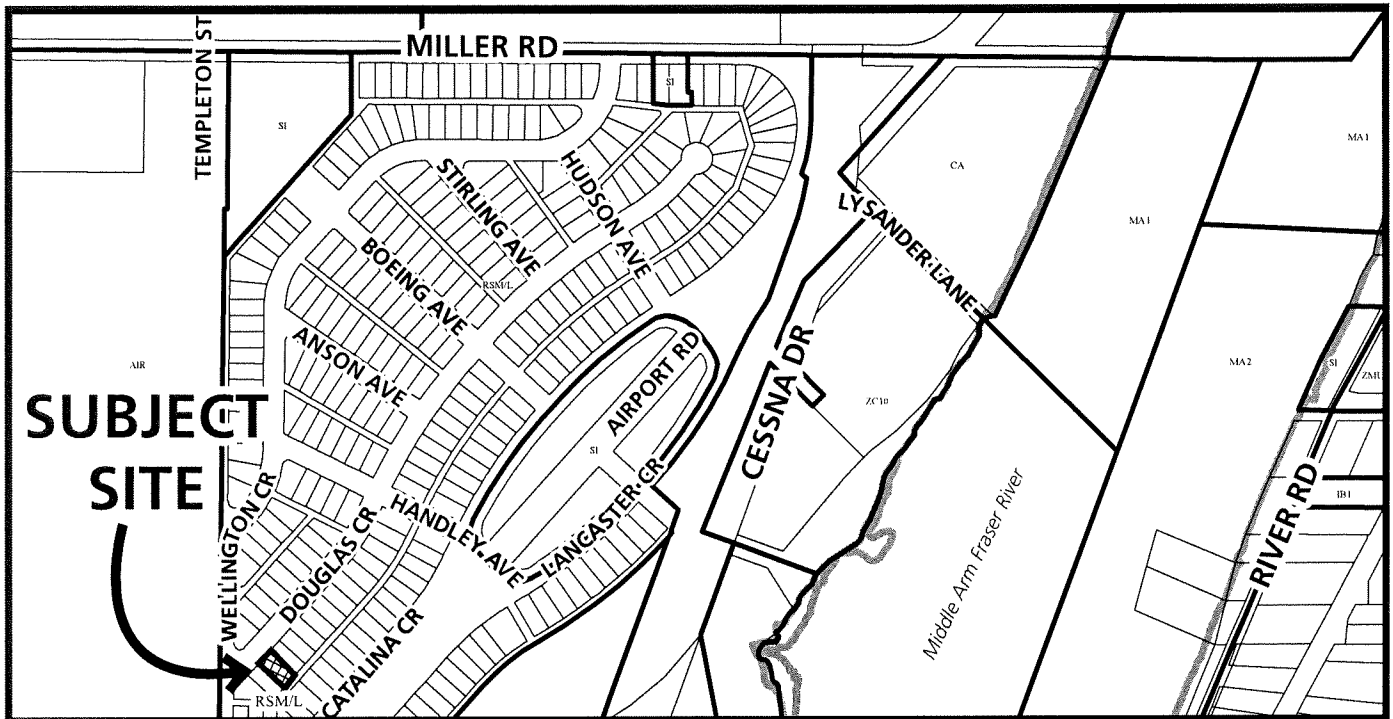 TEMPLETON ST
MILLER RD
SI
SI
CA
MA1
MA1
STIRLING AVE
HUDSON AVE
LYSANDER LANE
BOEING AVE
RSM/L
AIR
ANSON AVE
AIRPORT RD
CESSNA DR
ZC10
MA2
SI
SUBJECT
SITE
SI
WELLINGTON CR
DOUGLAS CR
HANDLEY AVE
LANCASTER CR
Middle Arm Fraser River
RIVER RD
IB1
CATALINA CR
RSM/L